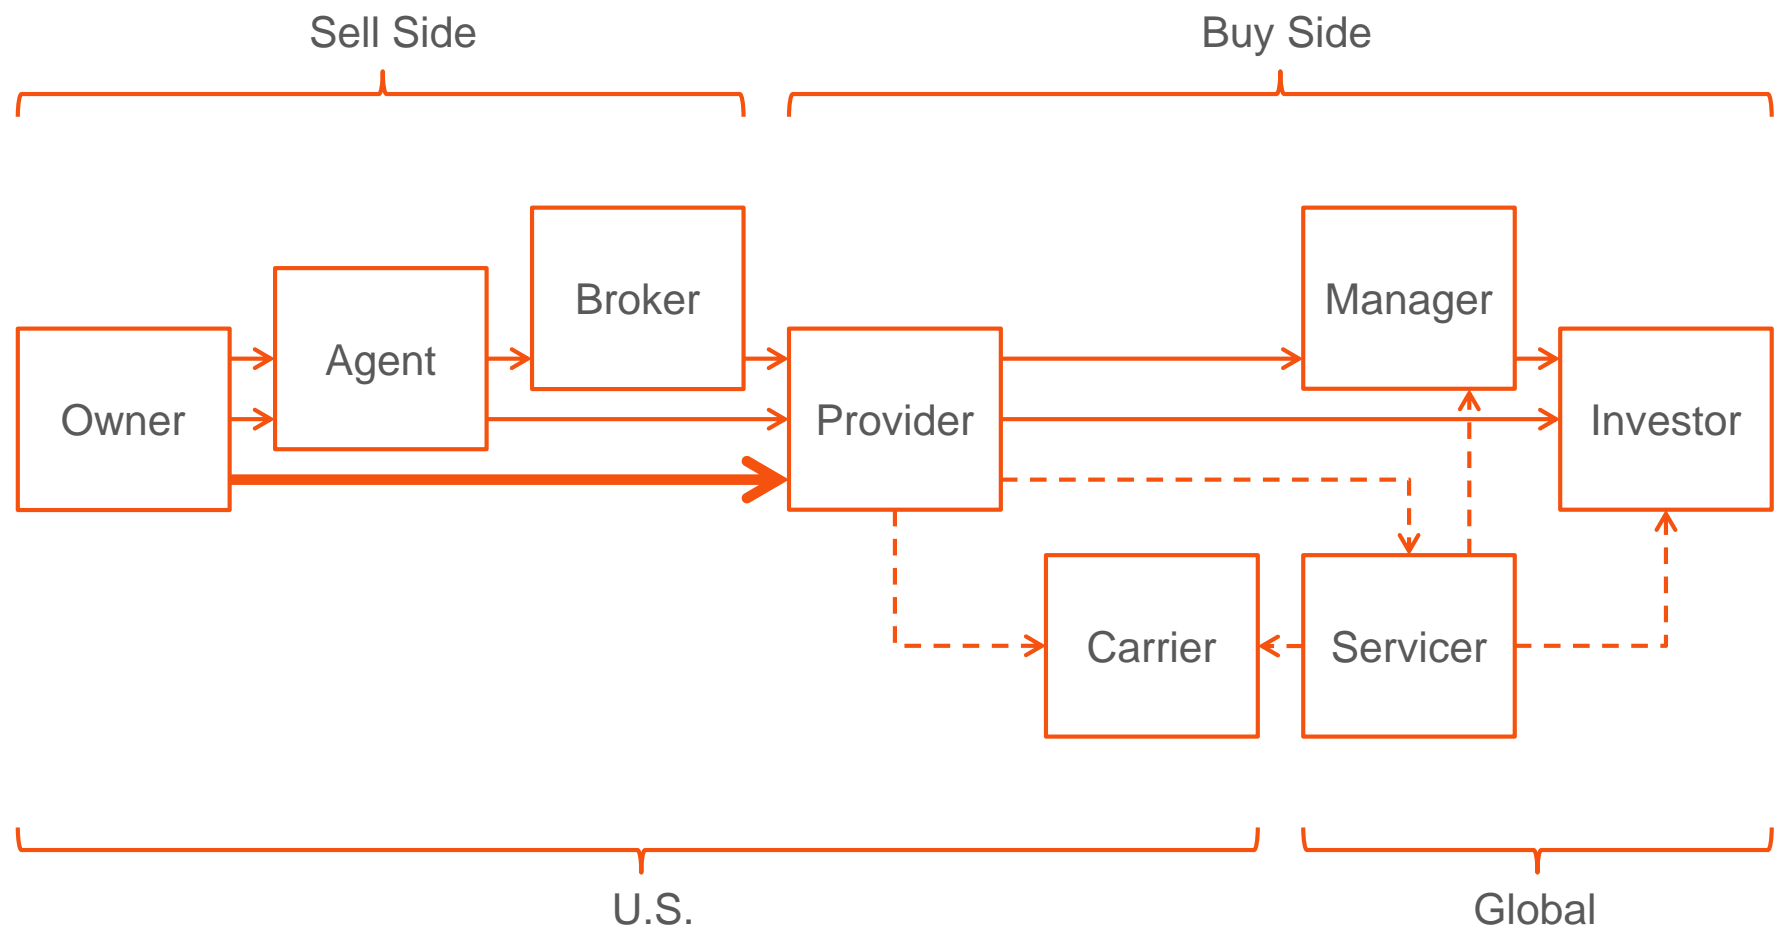 Sell Side
Buy Side
Broker
Manager
Agent
Owner
Provider
Investor
Carrier
Servicer
U.S.
Global